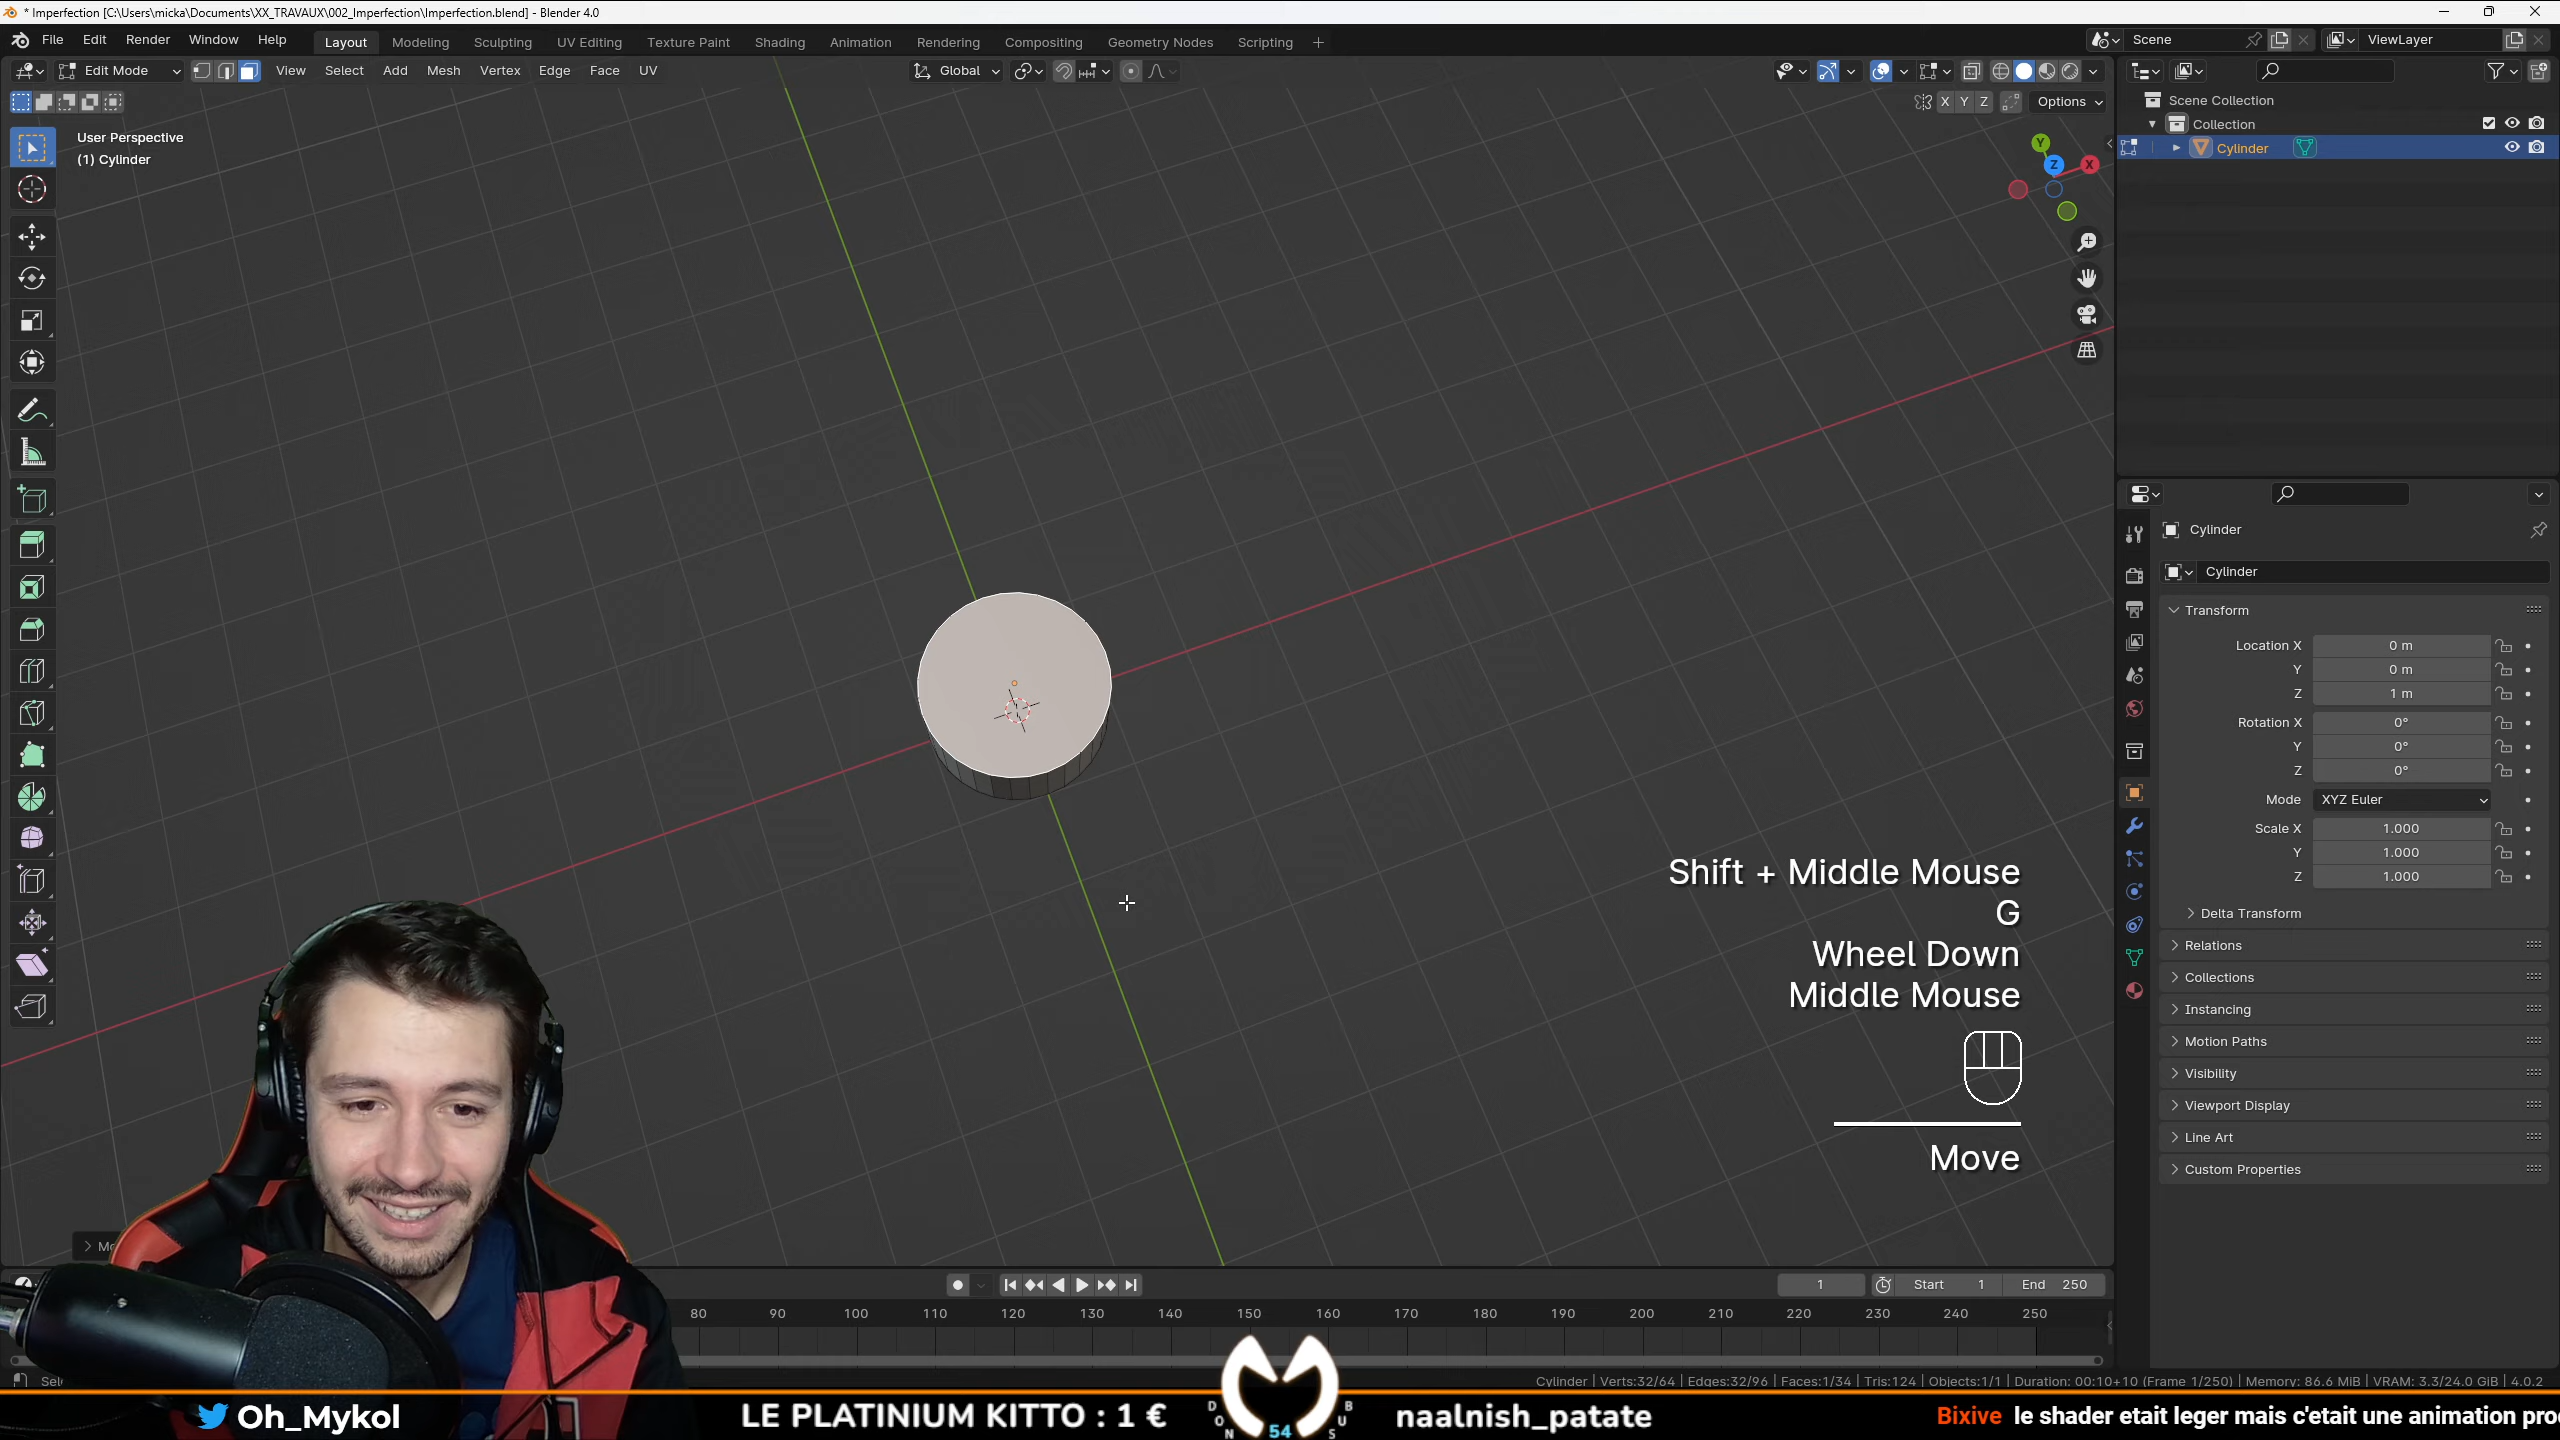 * Imperfection [C:\Users\micka\Documents\XX_TRAVAUX\002_Imperfection\Imperfection.blend] - Blender 4.0
File Edit Render Window Help Layout Modeling Sculpting UV Editing Texture Paint Shading Animation Rendering Compositing Geometry Nodes Scripting + Scene ViewLayer
Edit Mode View Select Add Mesh Vertex Edge Face UV Global
X Y Z Options
Scene Collection
Collection
Cylinder
User Perspective
(1) Cylinder
Y
Z X
Cylinder
Cylinder
Transform
Location X 0 m
Y 0 m
Z 1 m
Rotation X 0°
Y 0°
Z 0°
Mode XYZ Euler
Scale X 1.000
Y 1.000
Z 1.000
Delta Transform
Relations
Collections
Instancing
Motion Paths
Visibility
Viewport Display
Line Art
Custom Properties
Shift + Middle Mouse
G
Wheel Down
Middle Mouse
Move
1 Start 1 End 250
80 90 100 110 120 130 140 150 160 170 180 190 200 210 220 230 240 250
Cylinder | Verts:32/64 | Edges:32/96 | Faces:1/34 | Tris:124 | Objects:1/1 | Duration: 00:10+10 (Frame 1/250) | Memory: 86.6 MiB | VRAM: 3.3/24.0 GiB | 4.0.2
Oh_Mykol
LE PLATINIUM KITTO : 1 €
DON 54 BUS
naalnish_patate
Bixive le shader etait leger mais c'etait une animation pro